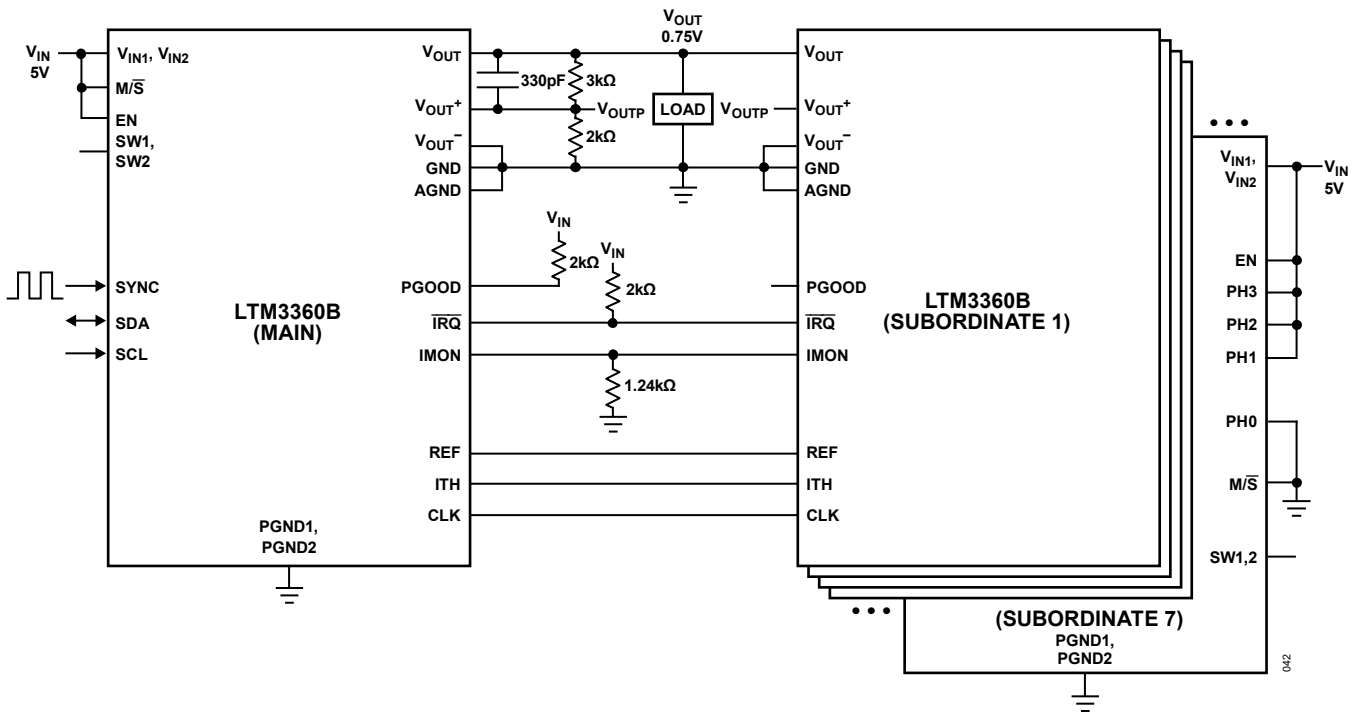 VIN
5V
VIN1, VIN2
M/S̅
EN
SW1,
SW2
SYNC
SDA
SCL
LTM3360B
(MAIN)
PGND1,
PGND2
VOUT
VOUT+
VOUT−
GND
AGND
PGOOD
I̅R̅Q̅
IMON
REF
ITH
CLK
330pF
3kΩ
VOUTP
2kΩ
VOUT
0.75V
LOAD
VOUTP
VIN
2kΩ
VIN
2kΩ
1.24kΩ
VOUT
VOUT+
VOUT−
GND
AGND
PGOOD
I̅R̅Q̅
IMON
REF
ITH
CLK
LTM3360B
(SUBORDINATE 1)
•••
VIN1,
VIN2
VIN
5V
EN
PH3
PH2
PH1
PH0
M/S̅
SW1,2
•••
(SUBORDINATE 7)
PGND1,
PGND2
042